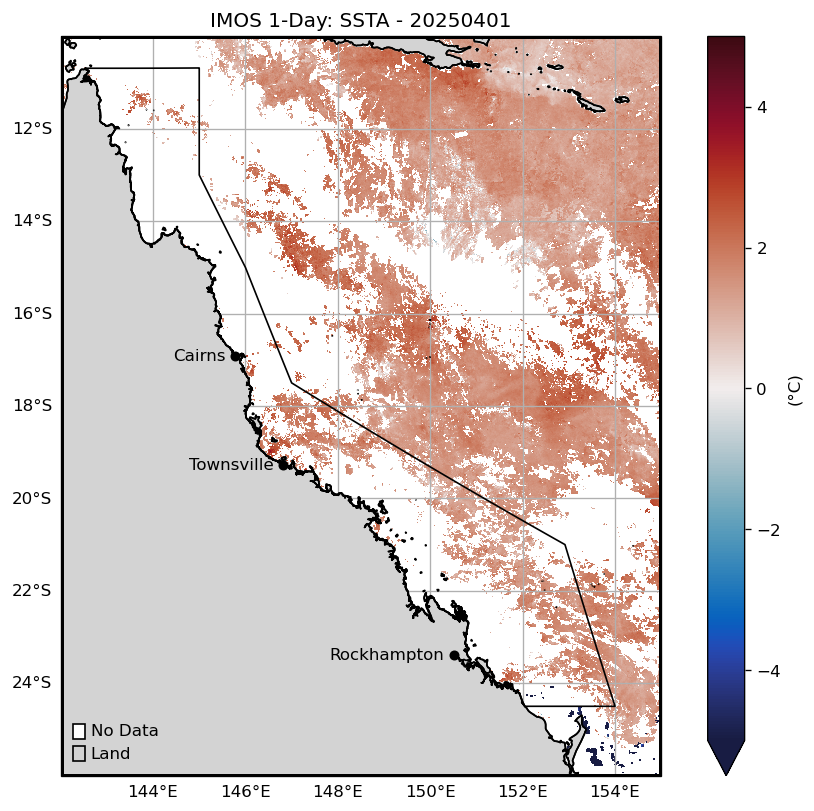 IMOS 1-Day: SSTA - 20250401
12°S
14°S
16°S
18°S
20°S
22°S
24°S
Cairns
Townsville
Rockhampton
No Data
Land
144°E 146°E 148°E 150°E 152°E 154°E
4
2
0
−2
−4
(°C)